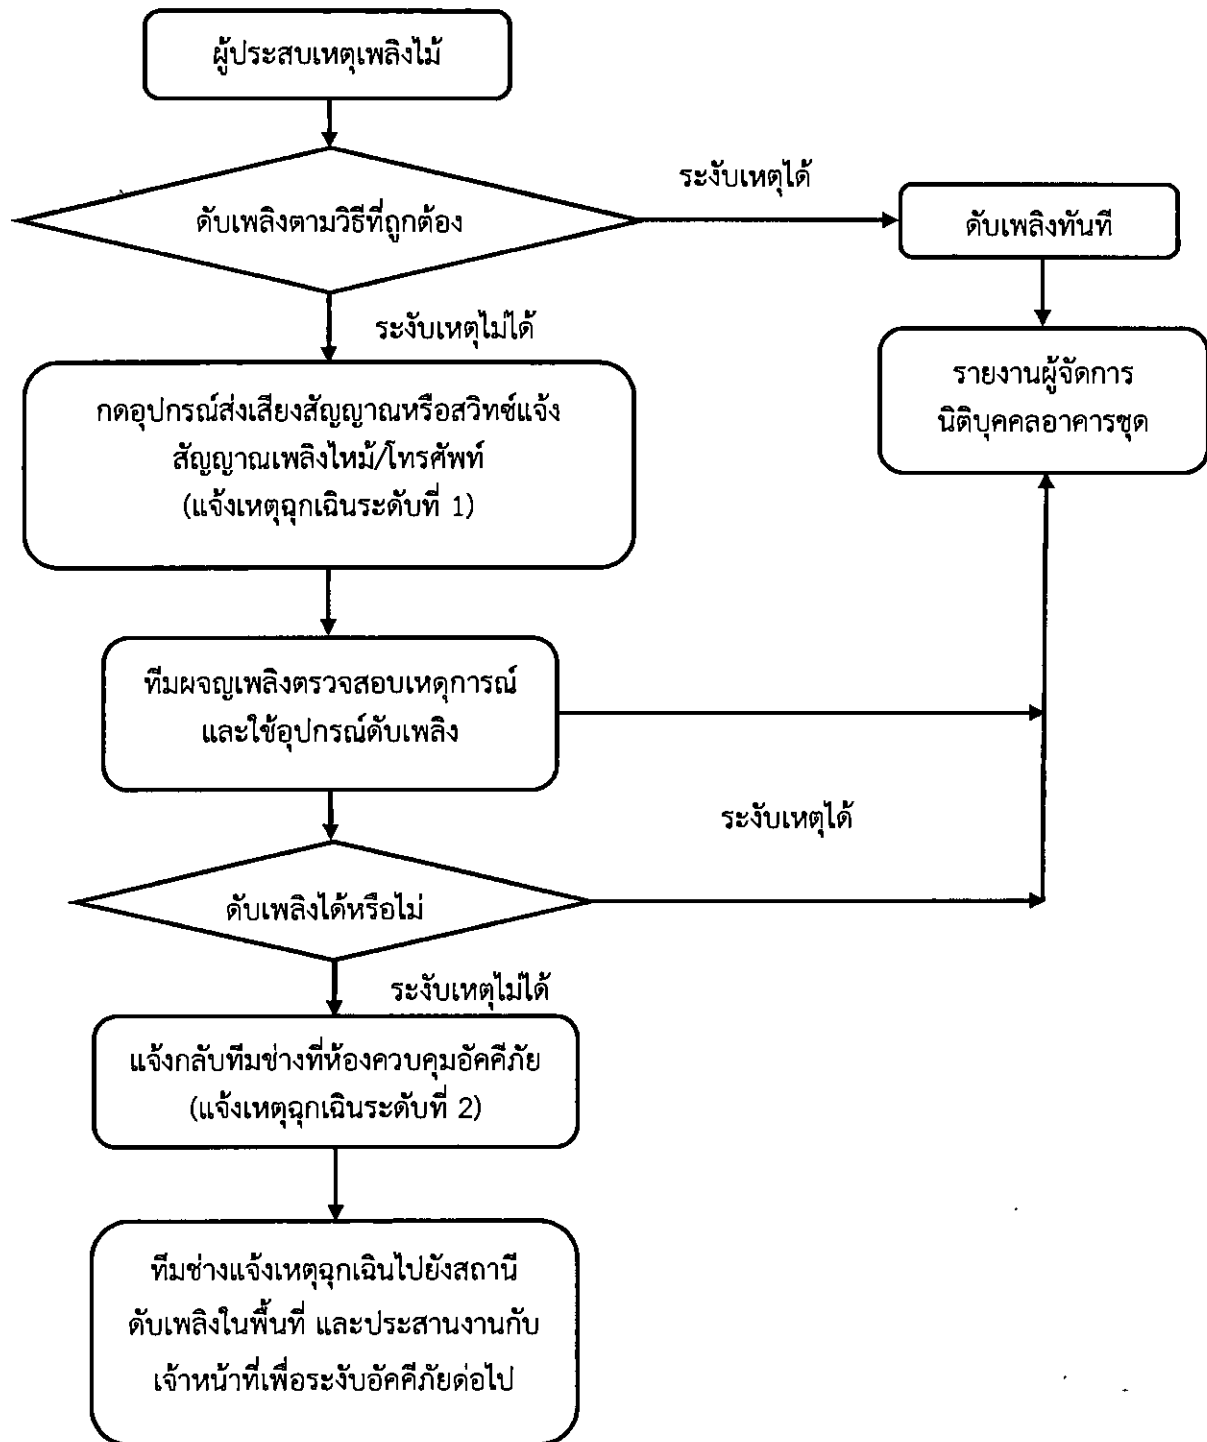 ผู้ประสบเหตุเพลิงไม้
ดับเพลิงตามวิธีที่ถูกต้อง
ระงับเหตุได้
ดับเพลิงทันที
รายงานผู้จัดการ
นิติบุคคลอาคารชุด
ระงับเหตุไม่ได้
กดอุปกรณ์ส่งเสียงสัญญาณหรือสวิทช์แจ้ง
สัญญาณเพลิงไหม้/โทรศัพท์
(แจ้งเหตุฉุกเฉินระดับที่ 1)
ทีมผจญเพลิงตรวจสอบเหตุการณ์
และใช้อุปกรณ์ดับเพลิง
ระงับเหตุได้
ดับเพลิงได้หรือไม่
ระงับเหตุไม่ได้
แจ้งกลับทีมช่างที่ห้องควบคุมอัคคีภัย
(แจ้งเหตุฉุกเฉินระดับที่ 2)
ทีมช่างแจ้งเหตุฉุกเฉินไปยังสถานี
ดับเพลิงในพื้นที่ และประสานงานกับ
เจ้าหน้าที่เพื่อระงับอัคคีภัยต่อไป